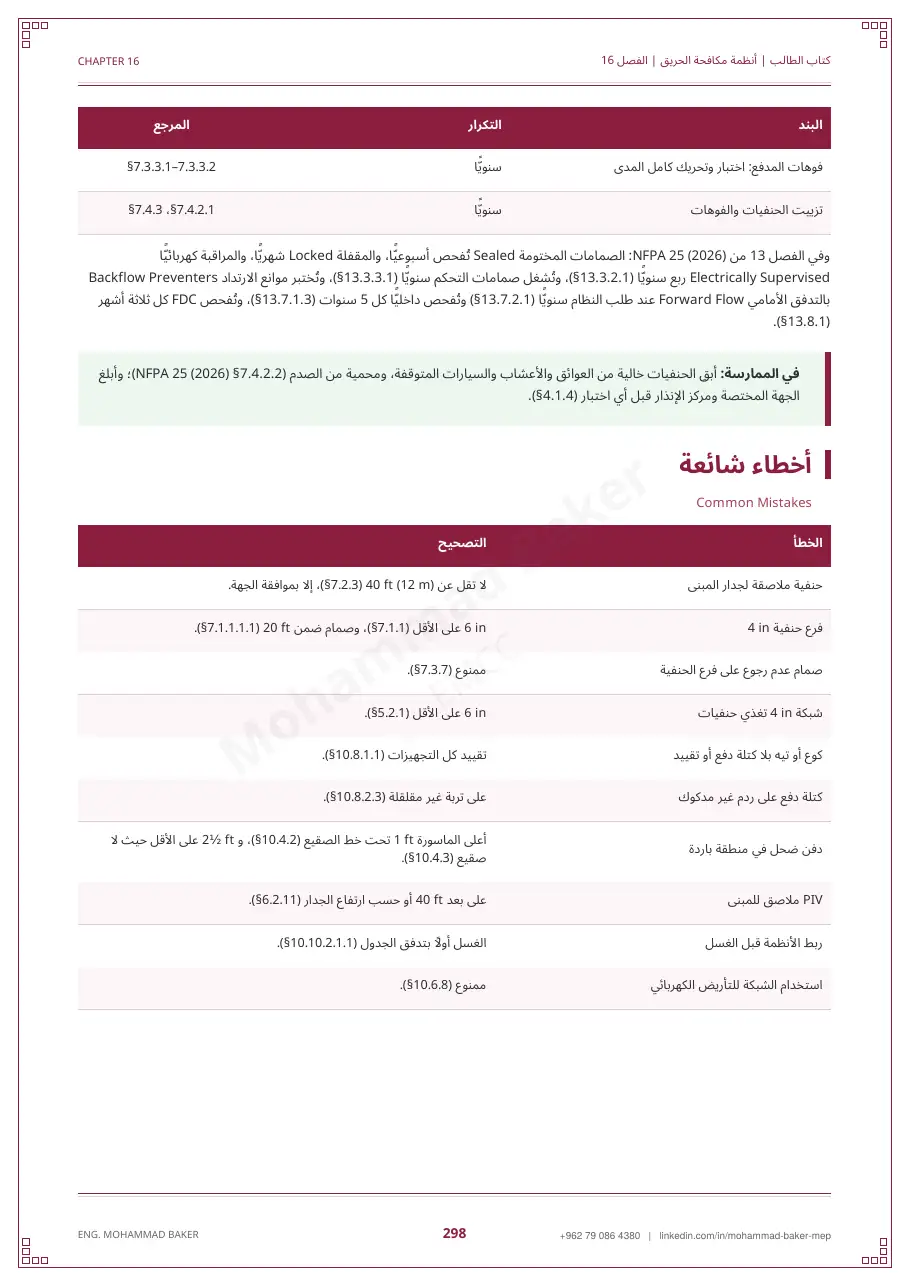 كتاب الطالب | أنظمة مكافحة الحريق | الفصل 16
CHAPTER 16
البند التكرار المرجع
فوهات المدفع: اختبار وتحريك كامل المدى سنويًّا §7.3.3.1–7.3.3.2
تزييت الحنفيات والفوهات سنويًّا §7.4.2.1، 7.4.3
وفي الفصل 13 من NFPA 25 (2026): الصمامات المختومة Sealed تُفحص أسبوعيًّا، والمقفلة Locked شهريًّا، والمراقبة كهربائيًّا
Electrically Supervised ربع سنويًّا (§13.3.2.1)، وتُشغل صمامات التحكم سنويًّا (§13.3.3.1)، وتُختبر موانع الارتداد Backflow Preventers
بالتدفق الأمامي Forward Flow عند طلب النظام سنويًّا (§13.7.2.1) وتُفحص داخليًّا كل 5 سنوات (§13.7.1.3)، وتُفحص FDC كل ثلاثة أشهر
(§13.8.1).
في الممارسة: أبقِ الحنفيات خالية من العوائق والأعشاب والسيارات المتوقفة، ومحمية من الصدم (NFPA 25 (2026) §7.4.2.2)؛ وأبلغ
الجهة المختصة ومركز الإنذار قبل أي اختبار (§4.1.4).
أخطاء شائعة
Common Mistakes
الخطأ التصحيح
حنفية ملاصقة لجدار المبنى لا تقل عن 40 ft (12 m) (§7.2.3)، إلا بموافقة الجهة.
فرع حنفية 4 in 6 in على الأقل (§7.1.1)، وصمام ضمن 20 ft (§7.1.1.1.1).
صمام عدم رجوع على فرع الحنفية ممنوع (§7.3.7).
شبكة 4 in تغذي حنفيات 6 in على الأقل (§5.2.1).
كوع أو تيه بلا كتلة دفع أو تقييد تقييد كل التجهيزات (§10.8.1.1).
كتلة دفع على ردم غير مدكوك على تربة غير مقلقلة (§10.8.2.3).
دفن ضحل في منطقة باردة أعلى الماسورة 1 ft تحت خط الصقيع (§10.4.2)، و 2½ ft على الأقل حيث لا
صقيع (§10.4.3).
PIV ملاصق للمبنى على بعد 40 ft أو حسب ارتفاع الجدار (§6.2.11).
ربط الأنظمة قبل الغسل الغسل أولًا بتدفق الجدول (§10.10.2.1.1).
استخدام الشبكة للتأريض الكهربائي ممنوع (§10.6.8).
Mohammad Baker
ENG. MOHAMMAD BAKER
298
+962 79 086 4380 | linkedin.com/in/mohammad-baker-mep